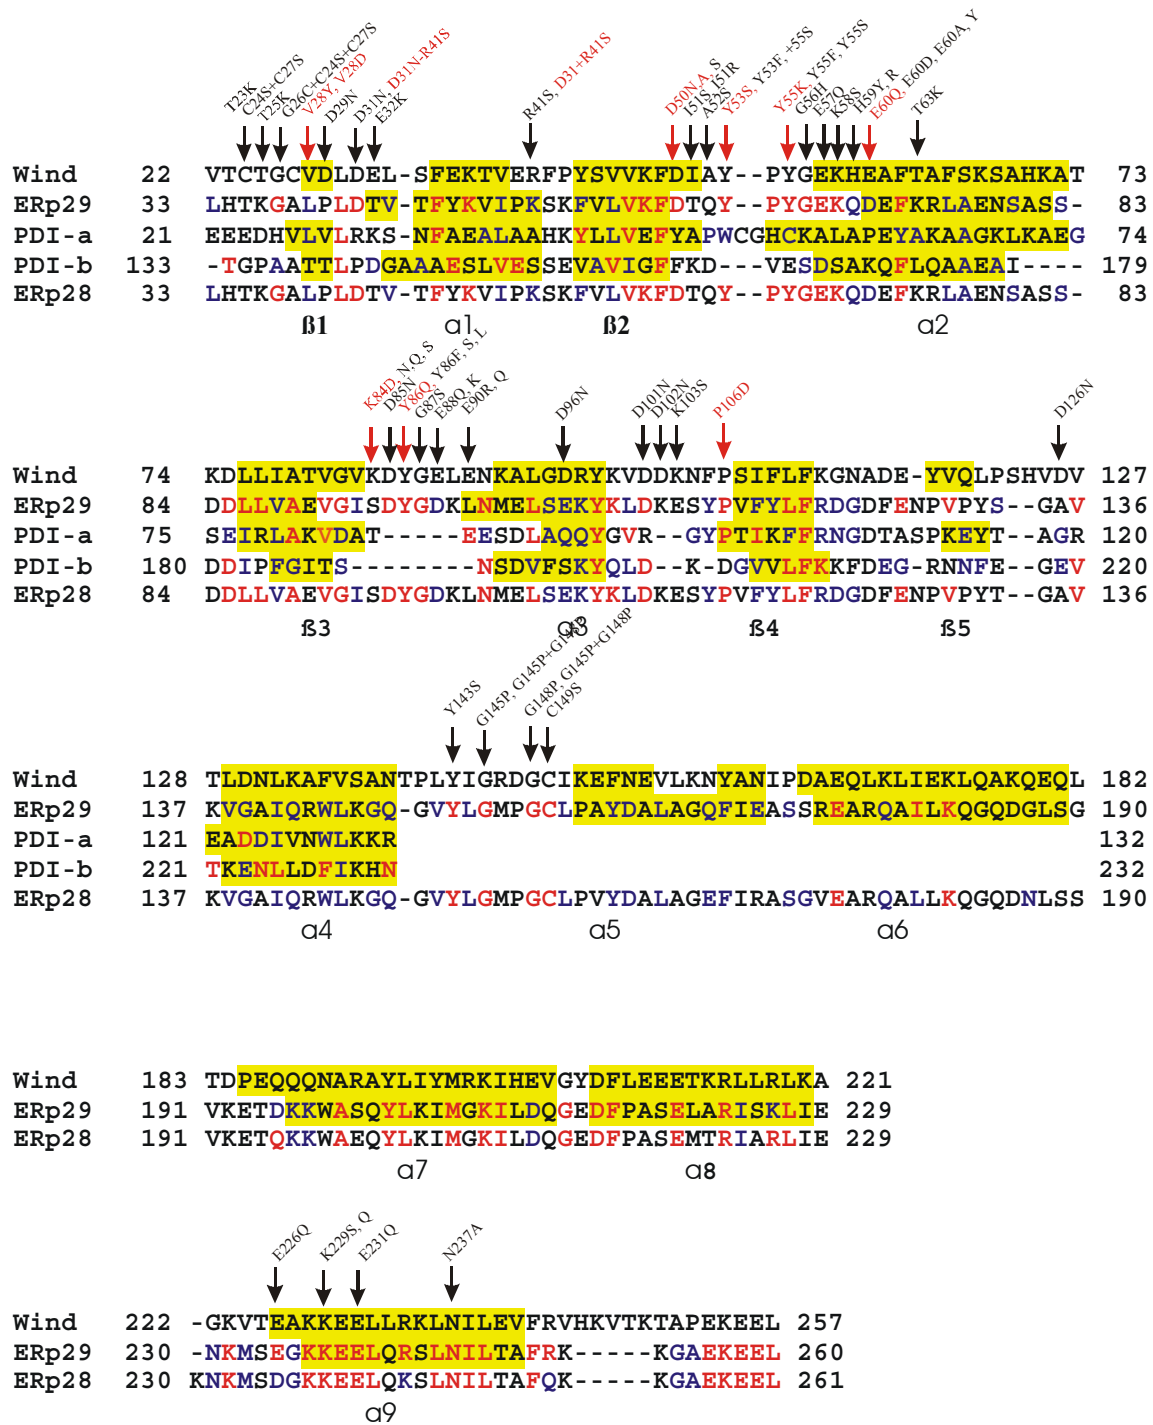 T23K
C24S+C27S
T25K
G26C+C24S+C27S
V28Y, V28D
D29N
D31N, D31N-R41S
E32K
R41S, D31+R41S
D50N,A, S
I51S, I51R
A52S
Y53S, Y53F, +55S
Y55K, Y55F, Y55S
G56H
E57Q
K58S
H59Y, R
E60Q, E60D, E60A, Y
T63K
Wind 22 VTCTGCVDLDEL-SFEKTVERFPYSVVKFDIAY--PYGEKHEAFTAFSKSAHKAT 73
ERp29 33 LHTKGALPLDTV-TFYKVIPKSKFVLVKFDTQY--PYGEKQDEFKRLAENSASS- 83
PDI-a 21 EEEDHVLVLRKS-NFAEALAAHKYLLVEFYAPWCGHCKALAPEYAKAAGKLKAEG 74
PDI-b 133 -TGPAATTLPDGAAAESLVESSEVAVIGFFKD---VESDSAKQFLQAAEAI---- 179
ERp28 33 LHTKGALPLDTV-TFYKVIPKSKFVLVKFDTQY--PYGEKQDEFKRLAENSASS- 83
ß1 α1 ß2 α2
K84D, N,Q, S
D85N
Y86Q, Y86F, S, L
G87S
E88Q, K
E90R, Q
D96N
D101N
D102N
K103S
P106D
D126N
Wind 74 KDLLIATVGVKDYGELENKALGDRYKVDDKNFPSIFLFKGNADE-YVQLPSHVDV 127
ERp29 84 DDLLVAEVGISDYGDKLNMELSEKYKLDKESYPVFYLFRDGDFENPVPYS--GAV 136
PDI-a 75 SEIRLAKVDAT-----EESDLAQQYGVR--GYPTIKFFRNGDTASPKEYT--AGR 120
PDI-b 180 DDIPFGITS--------NSDVFSKYQLD--K-DGVVLFKKFDEG-RNNFE--GEV 220
ERp28 84 DDLLVAEVGISDYGDKLNMELSEKYKLDKESYPVFYLFRDGDFENPVPYT--GAV 136
ß3 α3 ß4 ß5
Y143S
G145P, G145P+G148P
G148P, G145P+G148P
C149S
Wind 128 TLDNLKAFVSANTPLYIGRDGCIKEFNEVLKNYANIPDAEQLKLIEKLQAKQEQL 182
ERp29 137 KVGAIQRWLKGQ-GVYLGMPGCLPAYDALAGQFIEASSREARQAILKQGQDGLSG 190
PDI-a 121 EADDIVNWLKKR 132
PDI-b 221 TKENLLDFIKHN 232
ERp28 137 KVGAIQRWLKGQ-GVYLGMPGCLPVYDALAGEFIRASGVEARQALLKQGQDNLSS 190
α4 α5 α6
Wind 183 TDPEQQQNARAYLIYMRKIHEVGYDFLEEETKRLLRLKA 221
ERp29 191 VKETDKKWASQYLKIMGKILDQGEDFPASELARISKLIE 229
ERp28 191 VKETQKKWAEQYLKIMGKILDQGEDFPASEMTRIARLIE 229
α7 α8
E226Q
K229S, Q
E231Q
N237A
Wind 222 -GKVTEAKKEELLRKLNILEVFRVHKVTKTAPEKEEL 257
ERp29 230 -NKMSEGKKEELQRSLNILTAFRK-----KGAEKEEL 260
ERp28 230 KNKMSDGKKEELQKSLNILTAFQK-----KGAEKEEL 261
α9